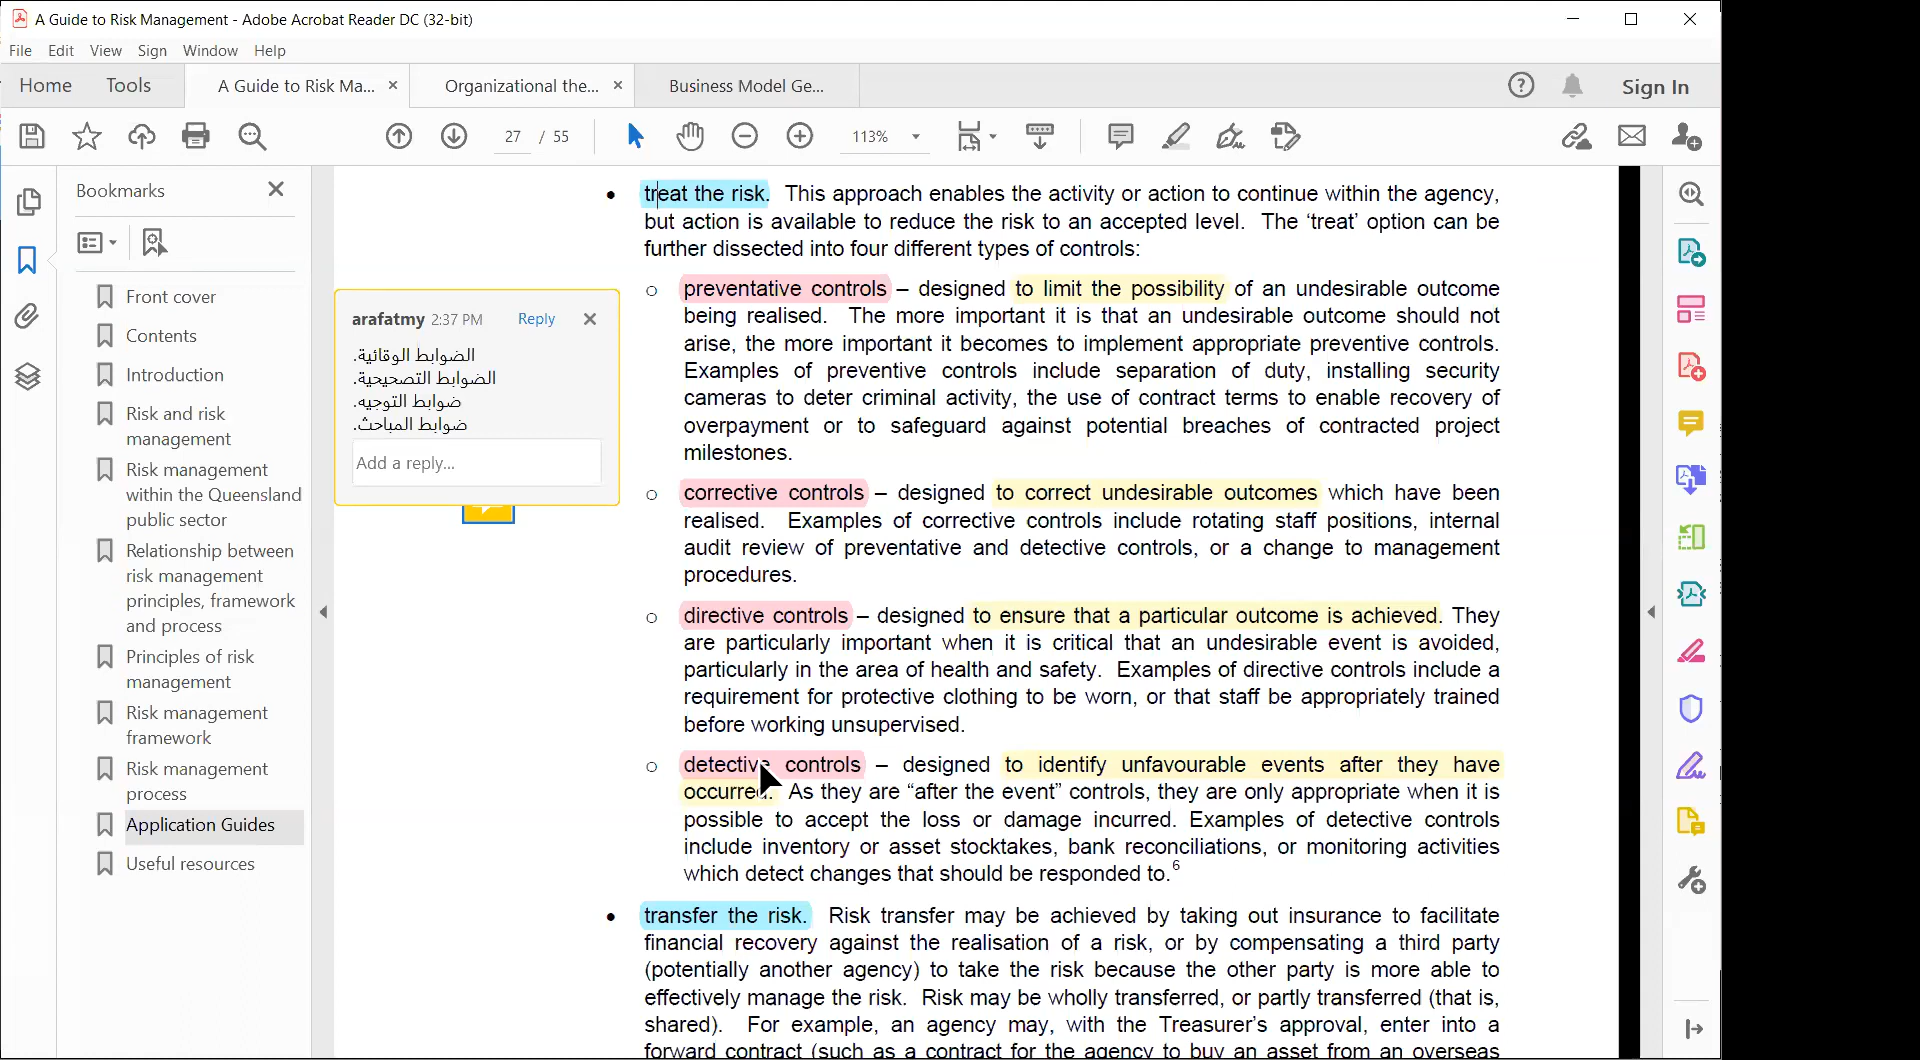 A Guide to Risk Management - Adobe Acrobat Reader DC (32-bit)
File Edit View Sign Window Help
Home Tools A Guide to Risk Ma... Organizational the... Business Model Ge... Sign In
27 / 55 113%
Bookmarks
Front cover
Contents
Introduction
Risk and risk
management
Risk management
within the Queensland
public sector
Relationship between
risk management
principles, framework
and process
Principles of risk
management
Risk management
framework
Risk management
process
Application Guides
Useful resources
arafatmy 2:37 PM Reply
الضوابط الوقائية.
الضوابط التصحيحية.
ضوابط التوجيه.
ضوابط المباحث.
Add a reply...
• treat the risk. This approach enables the activity or action to continue within the agency,
but action is available to reduce the risk to an accepted level. The ‘treat’ option can be
further dissected into four different types of controls:
o preventative controls – designed to limit the possibility of an undesirable outcome
being realised. The more important it is that an undesirable outcome should not
arise, the more important it becomes to implement appropriate preventive controls.
Examples of preventive controls include separation of duty, installing security
cameras to deter criminal activity, the use of contract terms to enable recovery of
overpayment or to safeguard against potential breaches of contracted project
milestones.
o corrective controls – designed to correct undesirable outcomes which have been
realised. Examples of corrective controls include rotating staff positions, internal
audit review of preventative and detective controls, or a change to management
procedures.
o directive controls – designed to ensure that a particular outcome is achieved. They
are particularly important when it is critical that an undesirable event is avoided,
particularly in the area of health and safety. Examples of directive controls include a
requirement for protective clothing to be worn, or that staff be appropriately trained
before working unsupervised.
o detective controls – designed to identify unfavourable events after they have
occurred. As they are “after the event” controls, they are only appropriate when it is
possible to accept the loss or damage incurred. Examples of detective controls
include inventory or asset stocktakes, bank reconciliations, or monitoring activities
which detect changes that should be responded to.6
• transfer the risk. Risk transfer may be achieved by taking out insurance to facilitate
financial recovery against the realisation of a risk, or by compensating a third party
(potentially another agency) to take the risk because the other party is more able to
effectively manage the risk. Risk may be wholly transferred, or partly transferred (that is,
shared). For example, an agency may, with the Treasurer’s approval, enter into a
forward contract (such as a contract for the agency to buy an asset from an overseas